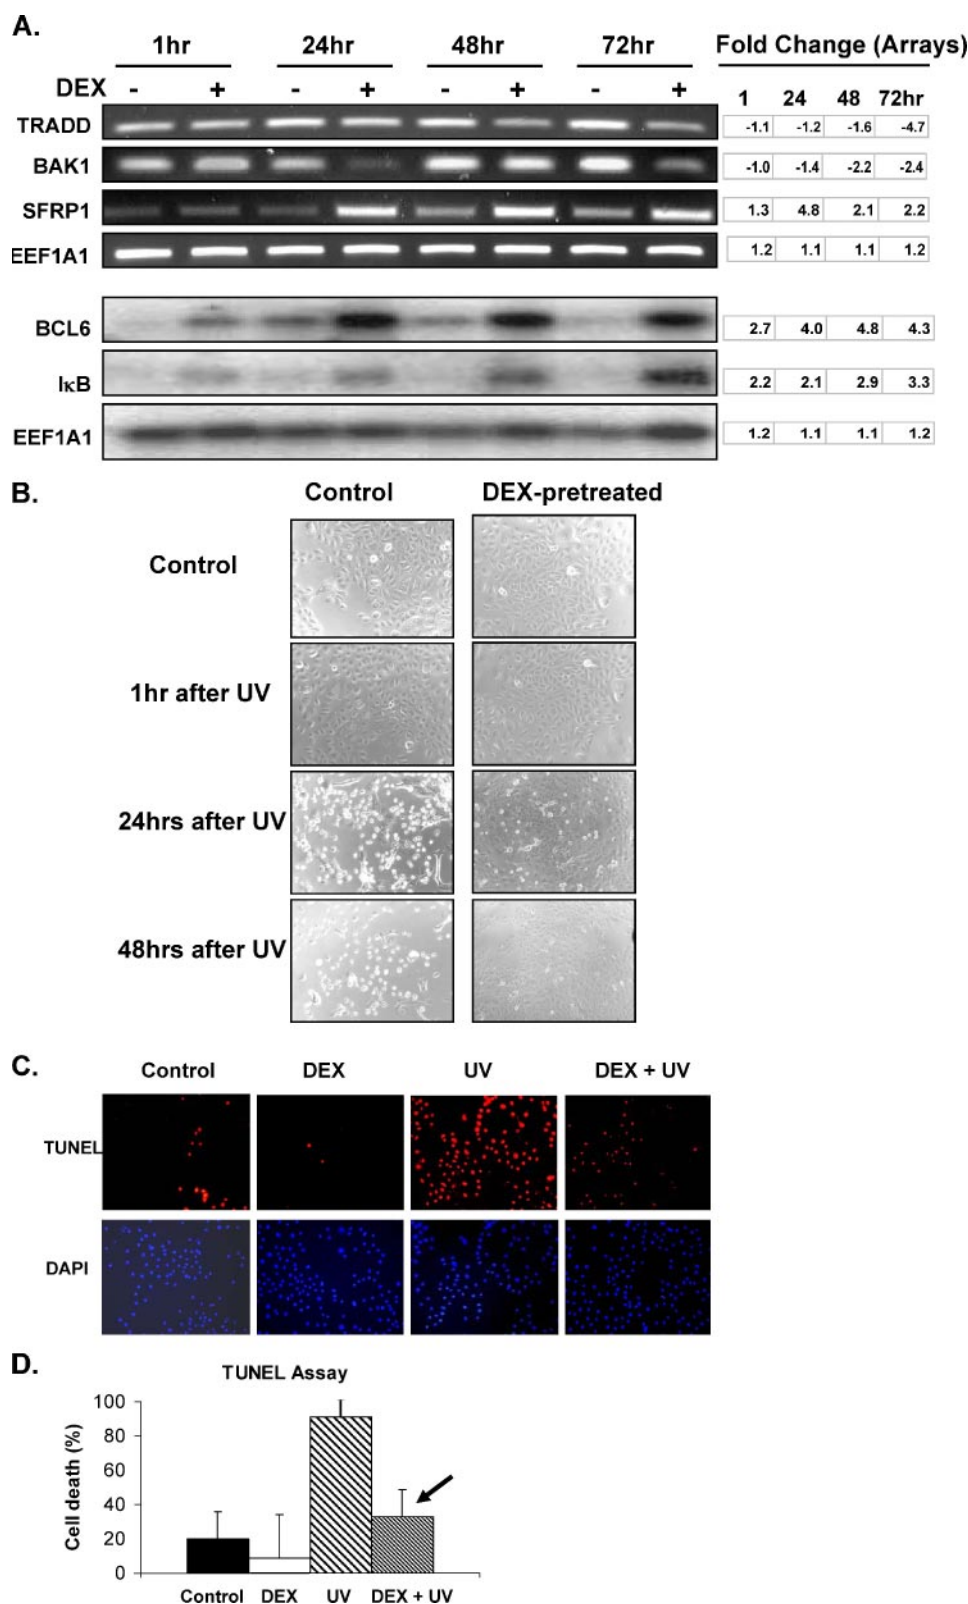 A.
1hr 24hr 48hr 72hr Fold Change (Arrays)
DEX - + - + - + - + 1 24 48 72hr
TRADD -1.1 -1.2 -1.6 -4.7
BAK1 -1.0 -1.4 -2.2 -2.4
SFRP1 1.3 4.8 2.1 2.2
EEF1A1 1.2 1.1 1.1 1.2
BCL6 2.7 4.0 4.8 4.3
IκB 2.2 2.1 2.9 3.3
EEF1A1 1.2 1.1 1.1 1.2
B.
Control DEX-pretreated
Control
1hr after UV
24hrs after UV
48hrs after UV
C.
Control DEX UV DEX + UV
TUNEL
DAPI
D.
TUNEL Assay
Cell death (%)
100
80
60
40
20
0
Control DEX UV DEX + UV